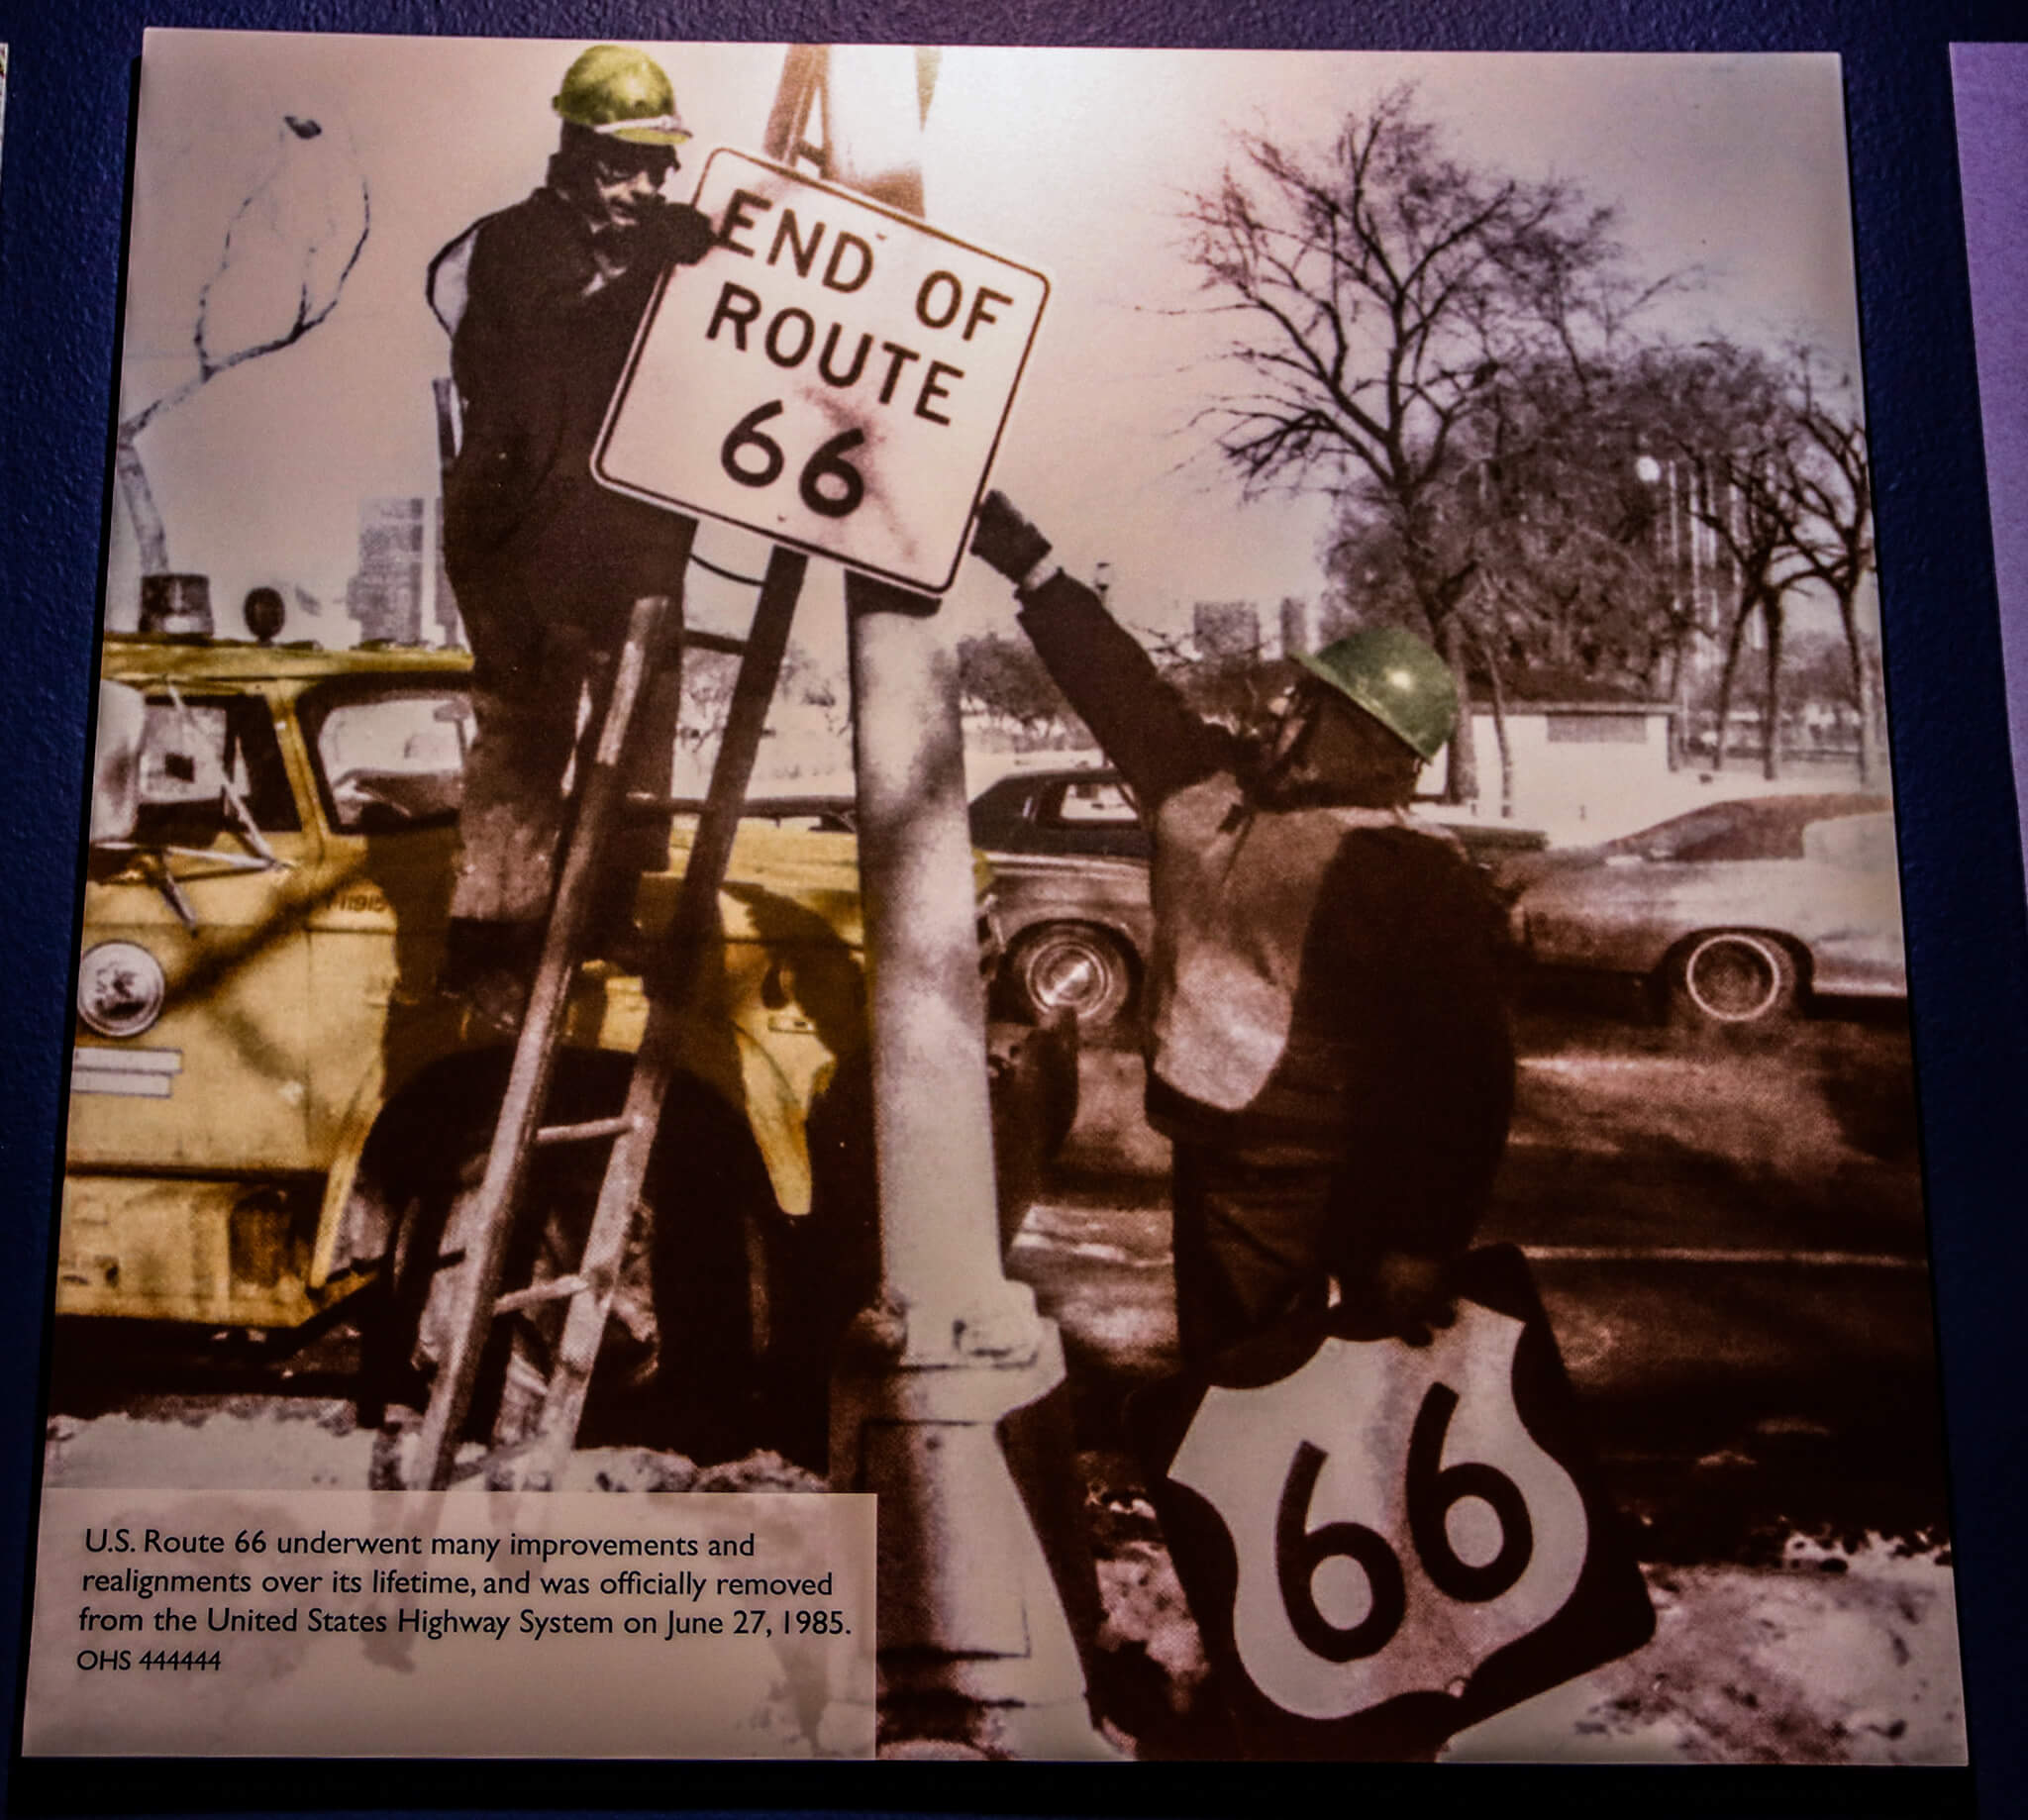 END OF
ROUTE
66
66
U.S. Route 66 underwent many improvements and
realignments over its lifetime, and was officially removed
from the United States Highway System on June 27, 1985.
OHS 444444